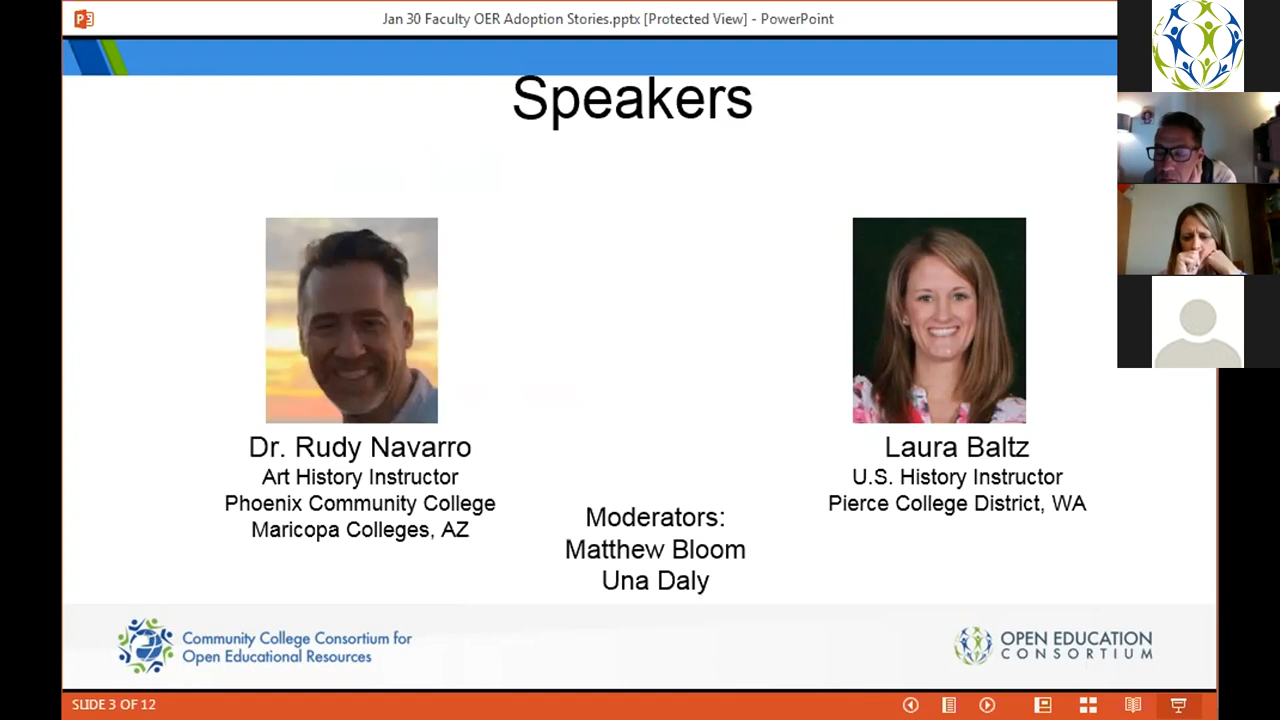 Jan 30 Faculty OER Adoption Stories.pptx [Protected View] - PowerPoint
Speakers
Dr. Rudy Navarro
Art History Instructor
Phoenix Community College
Maricopa Colleges, AZ
Laura Baltz
U.S. History Instructor
Pierce College District, WA
Moderators:
Matthew Bloom
Una Daly
Community College Consortium for
Open Educational Resources
OPEN EDUCATION
CONSORTIUM
SLIDE 3 OF 12